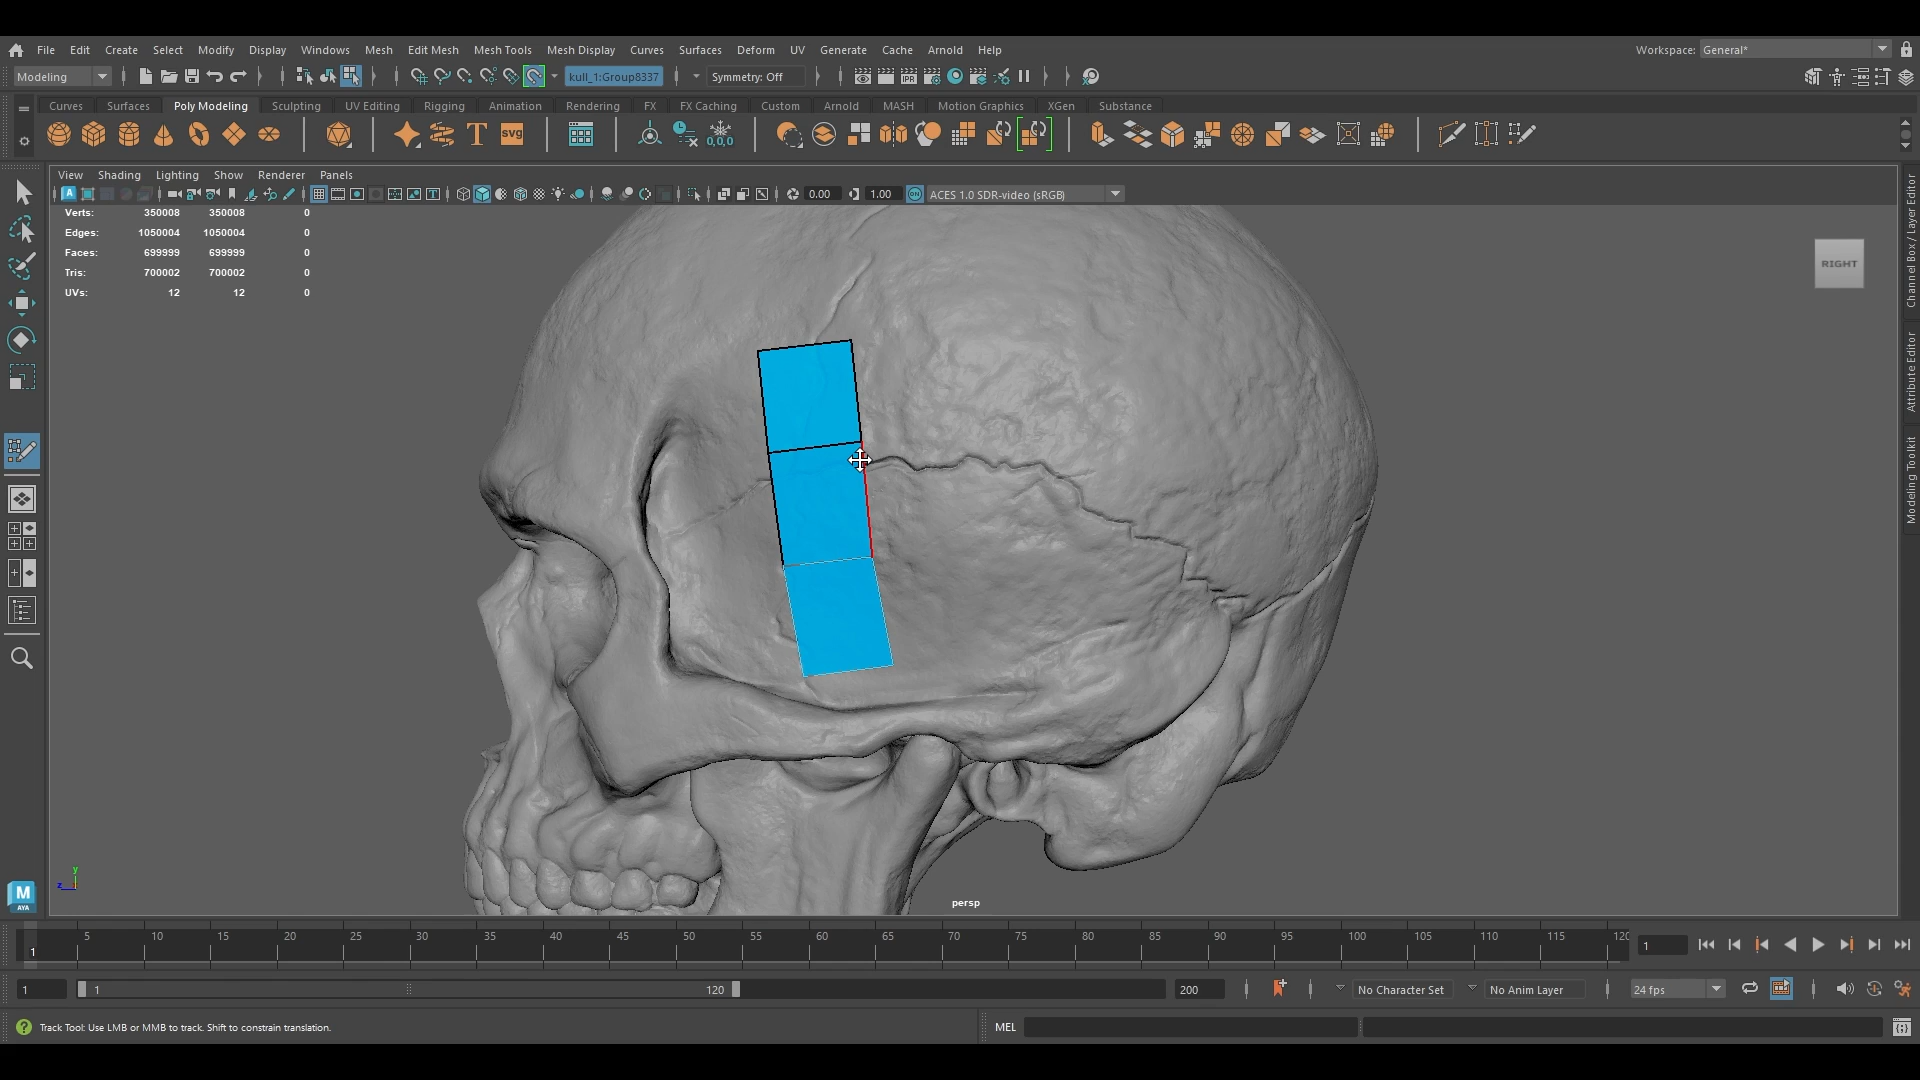 File Edit Create Select Modify Display Windows Mesh Edit Mesh Mesh Tools Mesh Display Curves Surfaces Deform UV Generate Cache Arnold Help Workspace: General*
Modeling kull_1:Group8337 Symmetry: Off
Curves Surfaces Poly Modeling Sculpting UV Editing Rigging Animation Rendering FX FX Caching Custom Arnold MASH Motion Graphics XGen Substance
T SVG 0,0,0
View Shading Lighting Show Renderer Panels
A T 0.00 1.00 ON ACES 1.0 SDR-video (sRGB)
Verts: 350008 350008 0
Edges: 1050004 1050004 0
Faces: 699999 699999 0
Tris: 700002 700002 0
UVs: 12 12 0
RIGHT
Channel Box / Layer Editor
Attribute Editor
Modeling Toolkit
M
AYA
y
z
persp
1 5 10 15 20 25 30 35 40 45 50 55 60 65 70 75 80 85 90 95 100 105 110 115 120 1
1 1 120 200 No Character Set No Anim Layer 24 fps
Track Tool: Use LMB or MMB to track. Shift to constrain translation. MEL